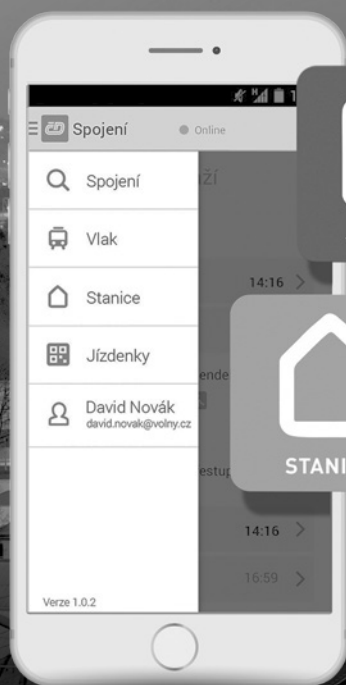 H
Spojení
Online
Spojení
Vlak
14:16
Stanice
Jízdenky
David Novák
david.novak@volny.cz
14:16
16:59
Verze 1.0.2